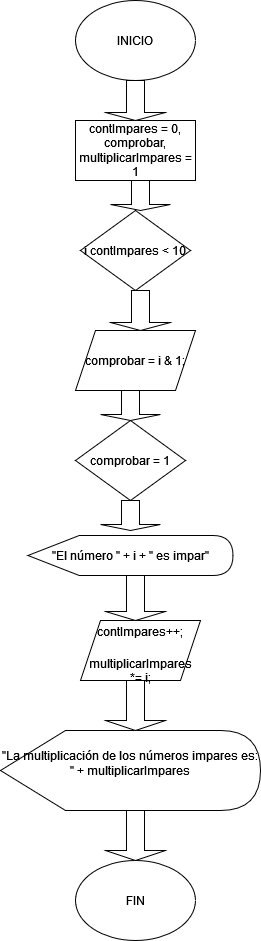 INICIO
contImpares = 0,
comprobar,
multiplicarImpares =
1
i contImpares < 10
comprobar = i & 1;
comprobar = 1
"El número " + i + " es impar"
contImpares++;
multiplicarImpares
*= i;
"La multiplicación de los números impares es:
" + multiplicarImpares
FIN